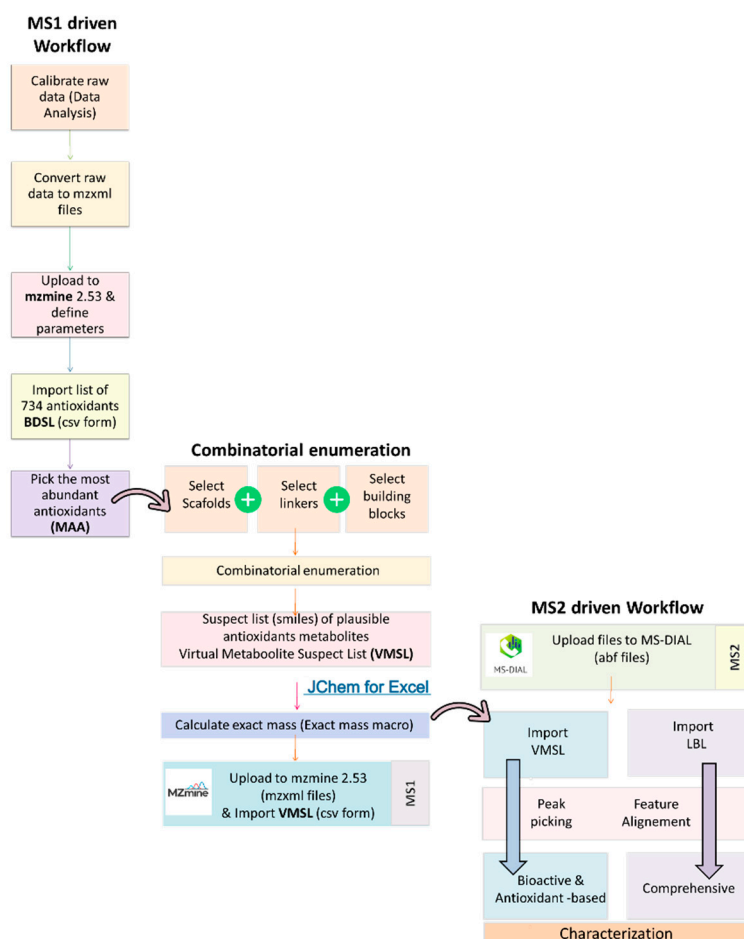 MS1 driven
Workflow
Calibrate raw
data (Data
Analysis)
Convert raw
data to mzxml
files
Upload to
mzmine 2.53 &
define
parameters
Import list of
734 antioxidants
BDSL (csv form)
Pick the most
abundant
antioxidants
(MAA)
Combinatorial enumeration
Select
Scafolds
+
Select
linkers
+
Select
building
blocks
Combinatorial enumeration
Suspect list (smiles) of plausible
antioxidants metabolites
Virtual Metaboolite Suspect List (VMSL)
JChem for Excel
Calculate exact mass (Exact mass macro)
MZmine
Upload to mzmine 2.53
(mzxml files)
& Import VMSL (csv form)
MS1
MS2 driven Workflow
MS-DIAL
Upload files to MS-DIAL
(abf files)
MS2
Import
VMSL
Import
LBL
Peak
picking
Feature
Alignement
Bioactive &
Antioxidant -based
Comprehensive
Characterization